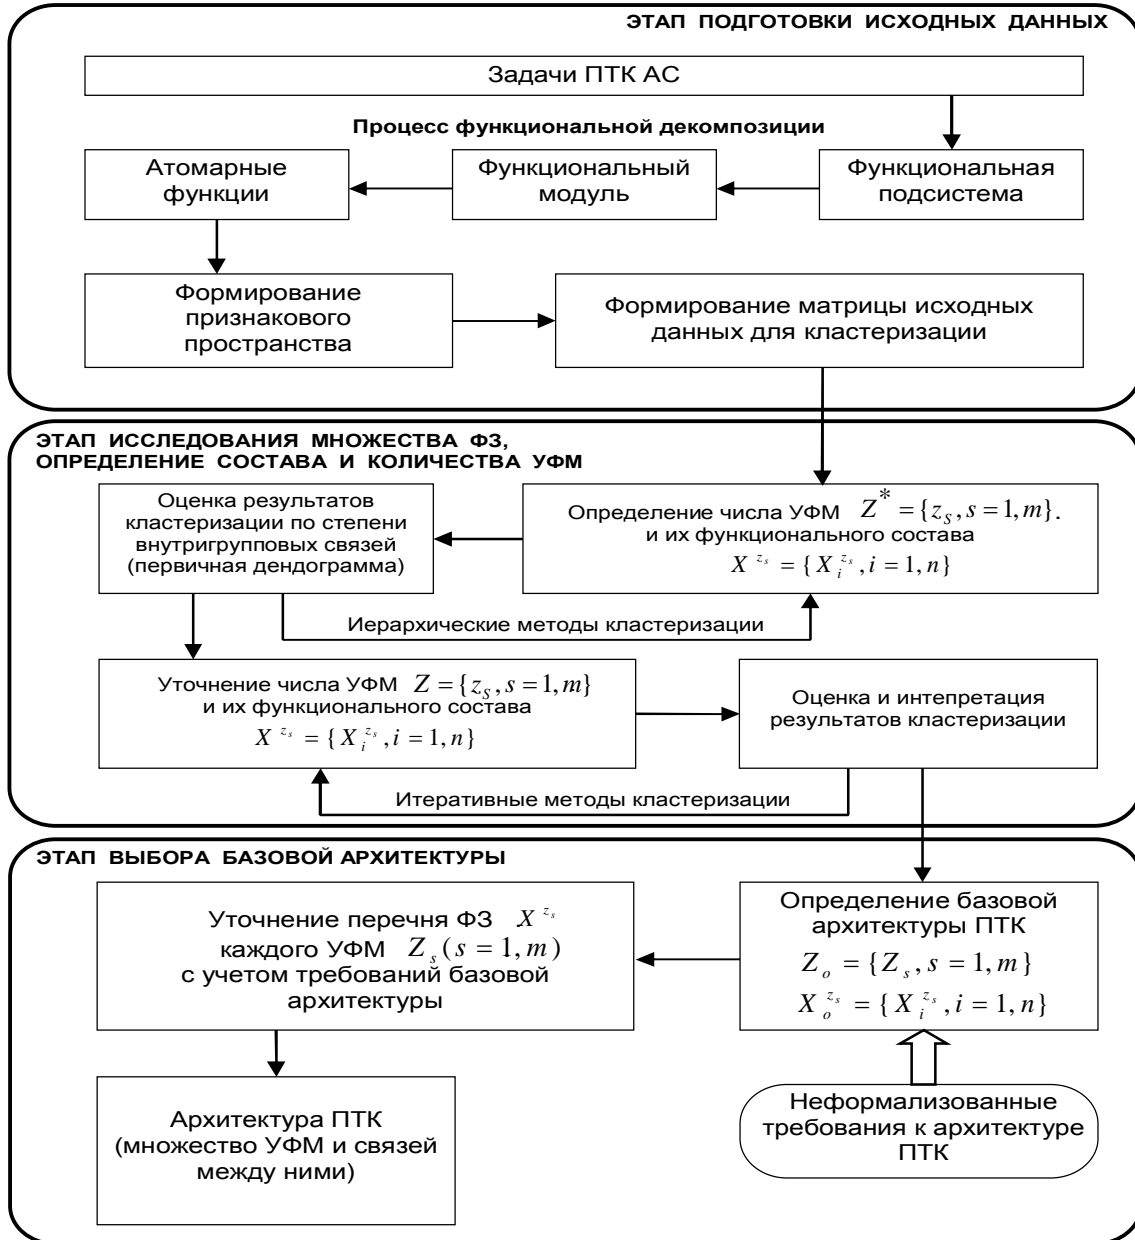 ЭТАП ПОДГОТОВКИ ИСХОДНЫХ ДАННЫХ
Задачи ПТК АС
Процесс функциональной декомпозиции
Атомарные
функции
Функциональный
модуль
Функциональная
подсистема
Формирование
признакового
пространства
Формирование матрицы исходных
данных для кластеризации
ЭТАП ИССЛЕДОВАНИЯ МНОЖЕСТВА ФЗ,
ОПРЕДЕЛЕНИЕ СОСТАВА И КОЛИЧЕСТВА УФМ
Оценка результатов
кластеризации по степени
внутригрупповых связей
(первичная дендограмма)
Определение числа УФМ Z* = {z_S, s = 1, m}.
и их функционального состава
X^{z_s} = {X_i^{z_s}, i = 1, n}
Иерархические методы кластеризации
Уточнение числа УФМ Z = {z_S, s = 1, m}
и их функционального состава
X^{z_s} = {X_i^{z_s}, i = 1, n}
Оценка и интепретация
результатов кластеризации
Итеративные методы кластеризации
ЭТАП ВЫБОРА БАЗОВОЙ АРХИТЕКТУРЫ
Уточнение перечня ФЗ X^{z_s}
каждого УФМ Z_s (s = 1, m)
с учетом требований базовой
архитектуры
Определение базовой
архитектуры ПТК
Z_o = {Z_s, s = 1, m}
X_o^{z_s} = {X_i^{z_s}, i = 1, n}
Архитектура ПТК
(множество УФМ и связей
между ними)
Неформализованные
требования к архитектуре
ПТК